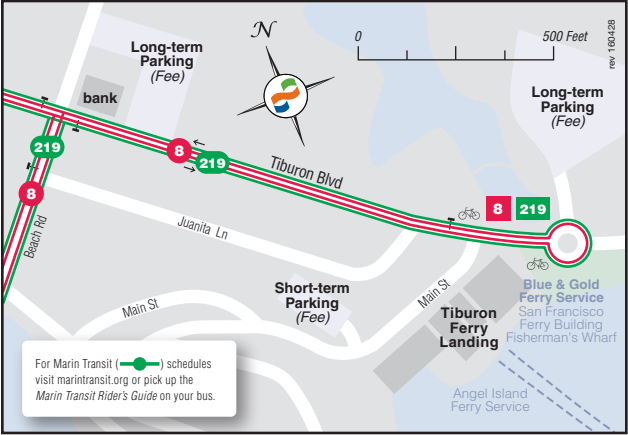 N
0
500 Feet
rev 160428
Long-term
Parking
(Fee)
bank
Long-term
Parking
(Fee)
219
8
8
219
Tiburon Blvd
8
219
Beach Rd
Juanita Ln
Main St
Short-term
Parking
(Fee)
Main St
Tiburon
Ferry
Landing
Blue & Gold
Ferry Service
San Francisco
Ferry Building
Fisherman's Wharf
Angel Island
Ferry Service
For Marin Transit ( ) schedules
visit marintransit.org or pick up the
Marin Transit Rider's Guide on your bus.